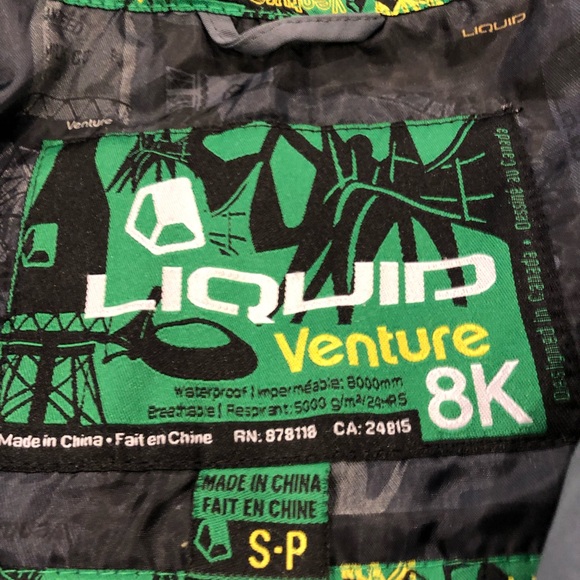 LIQUID
Venture
LIQUID
Venture
8K
Waterproof | Imperméable: 8000mm
Breathable | Respirant: 5000 g/m²/24HRS
Made in China • Fait en Chine RN: 878118 CA: 24815
Designed in Canada • Dessiné au Canada
MADE IN CHINA
FAIT EN CHINE
S-P